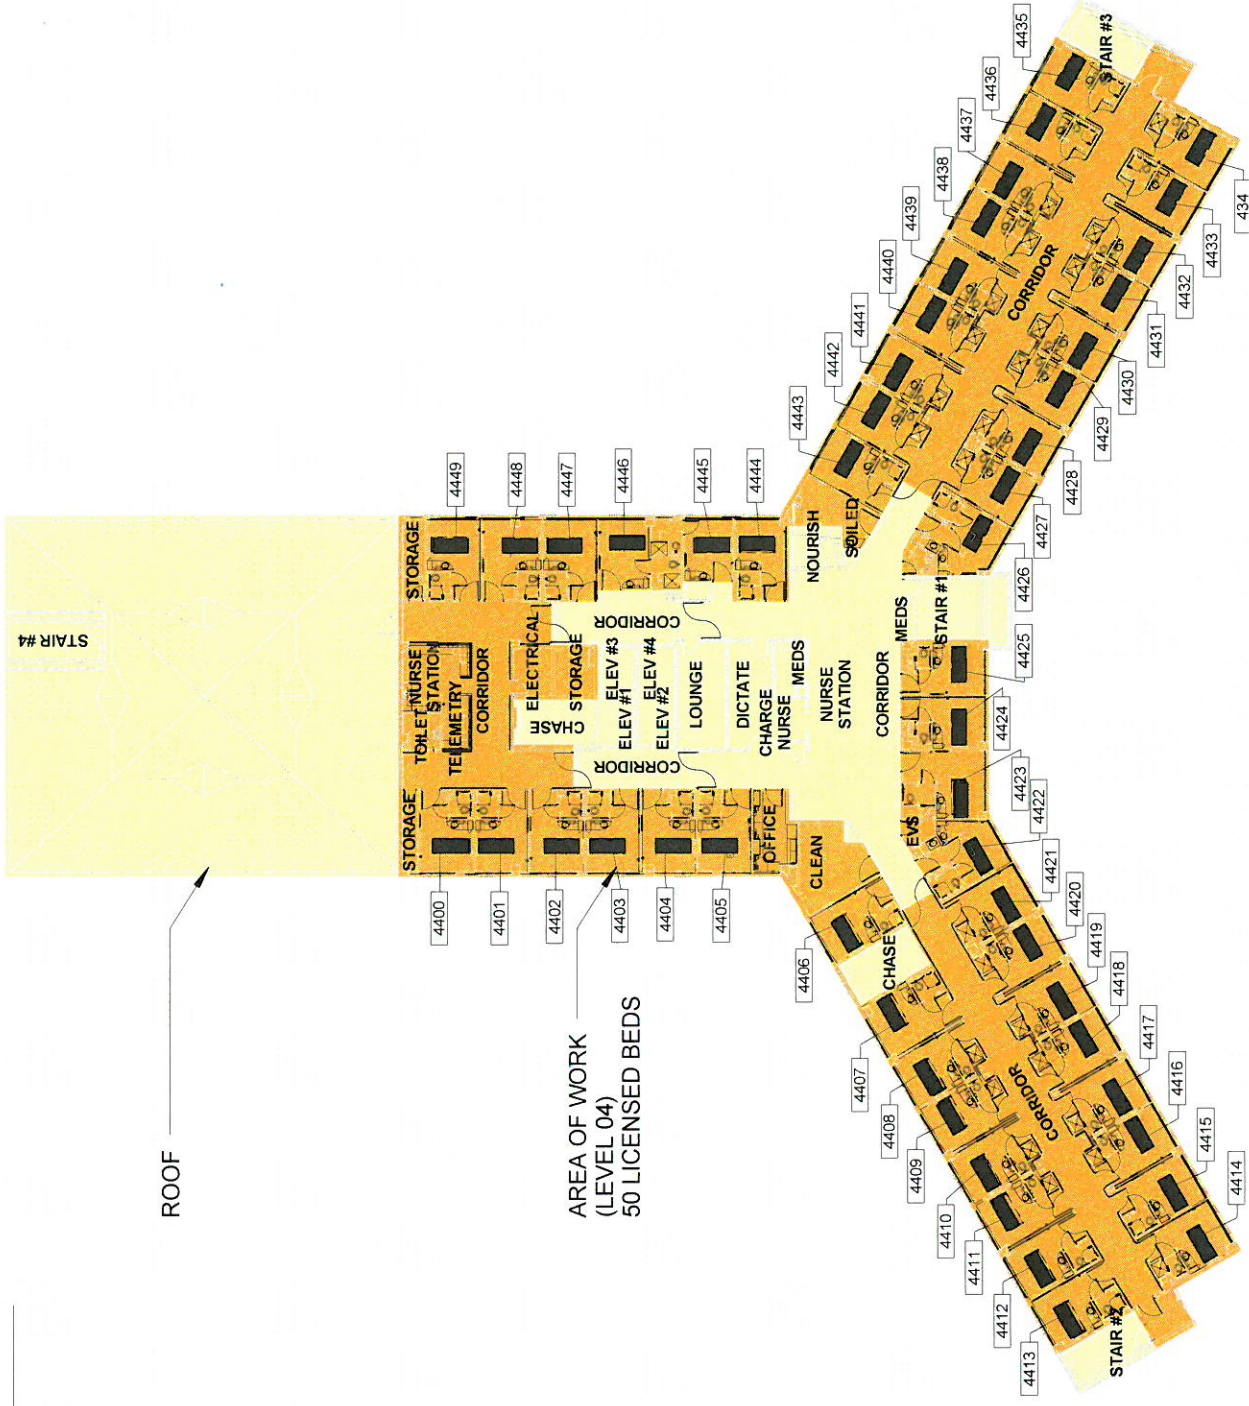 STAIR #4
ROOF
AREA OF WORK
(LEVEL 04)
50 LICENSED BEDS
STORAGE
TOILET
NURSE
STATION
TELEMETRY
CORRIDOR
STORAGE
ELECTRICAL
STORAGE
CHASE
ELEV #3
ELEV #1
ELEV #4
ELEV #2
CORRIDOR
CORRIDOR
LOUNGE
DICTATE
CHARGE
NURSE
MEDS
NURSE
STATION
CORRIDOR
MEDS
STAIR #1
OFFICE
CLEAN
EVS
NOURISH
SOILED
CHASE
CORRIDOR
STAIR #2
CORRIDOR
STAIR #3
4400
4401
4402
4403
4404
4405
4406
4407
4408
4409
4410
4411
4412
4413
4414
4415
4416
4417
4418
4419
4420
4421
4422
4423
4424
4425
4426
4427
4428
4429
4430
4431
4432
4433
434
4435
4436
4437
4438
4439
4440
4441
4442
4443
4444
4445
4446
4447
4448
4449